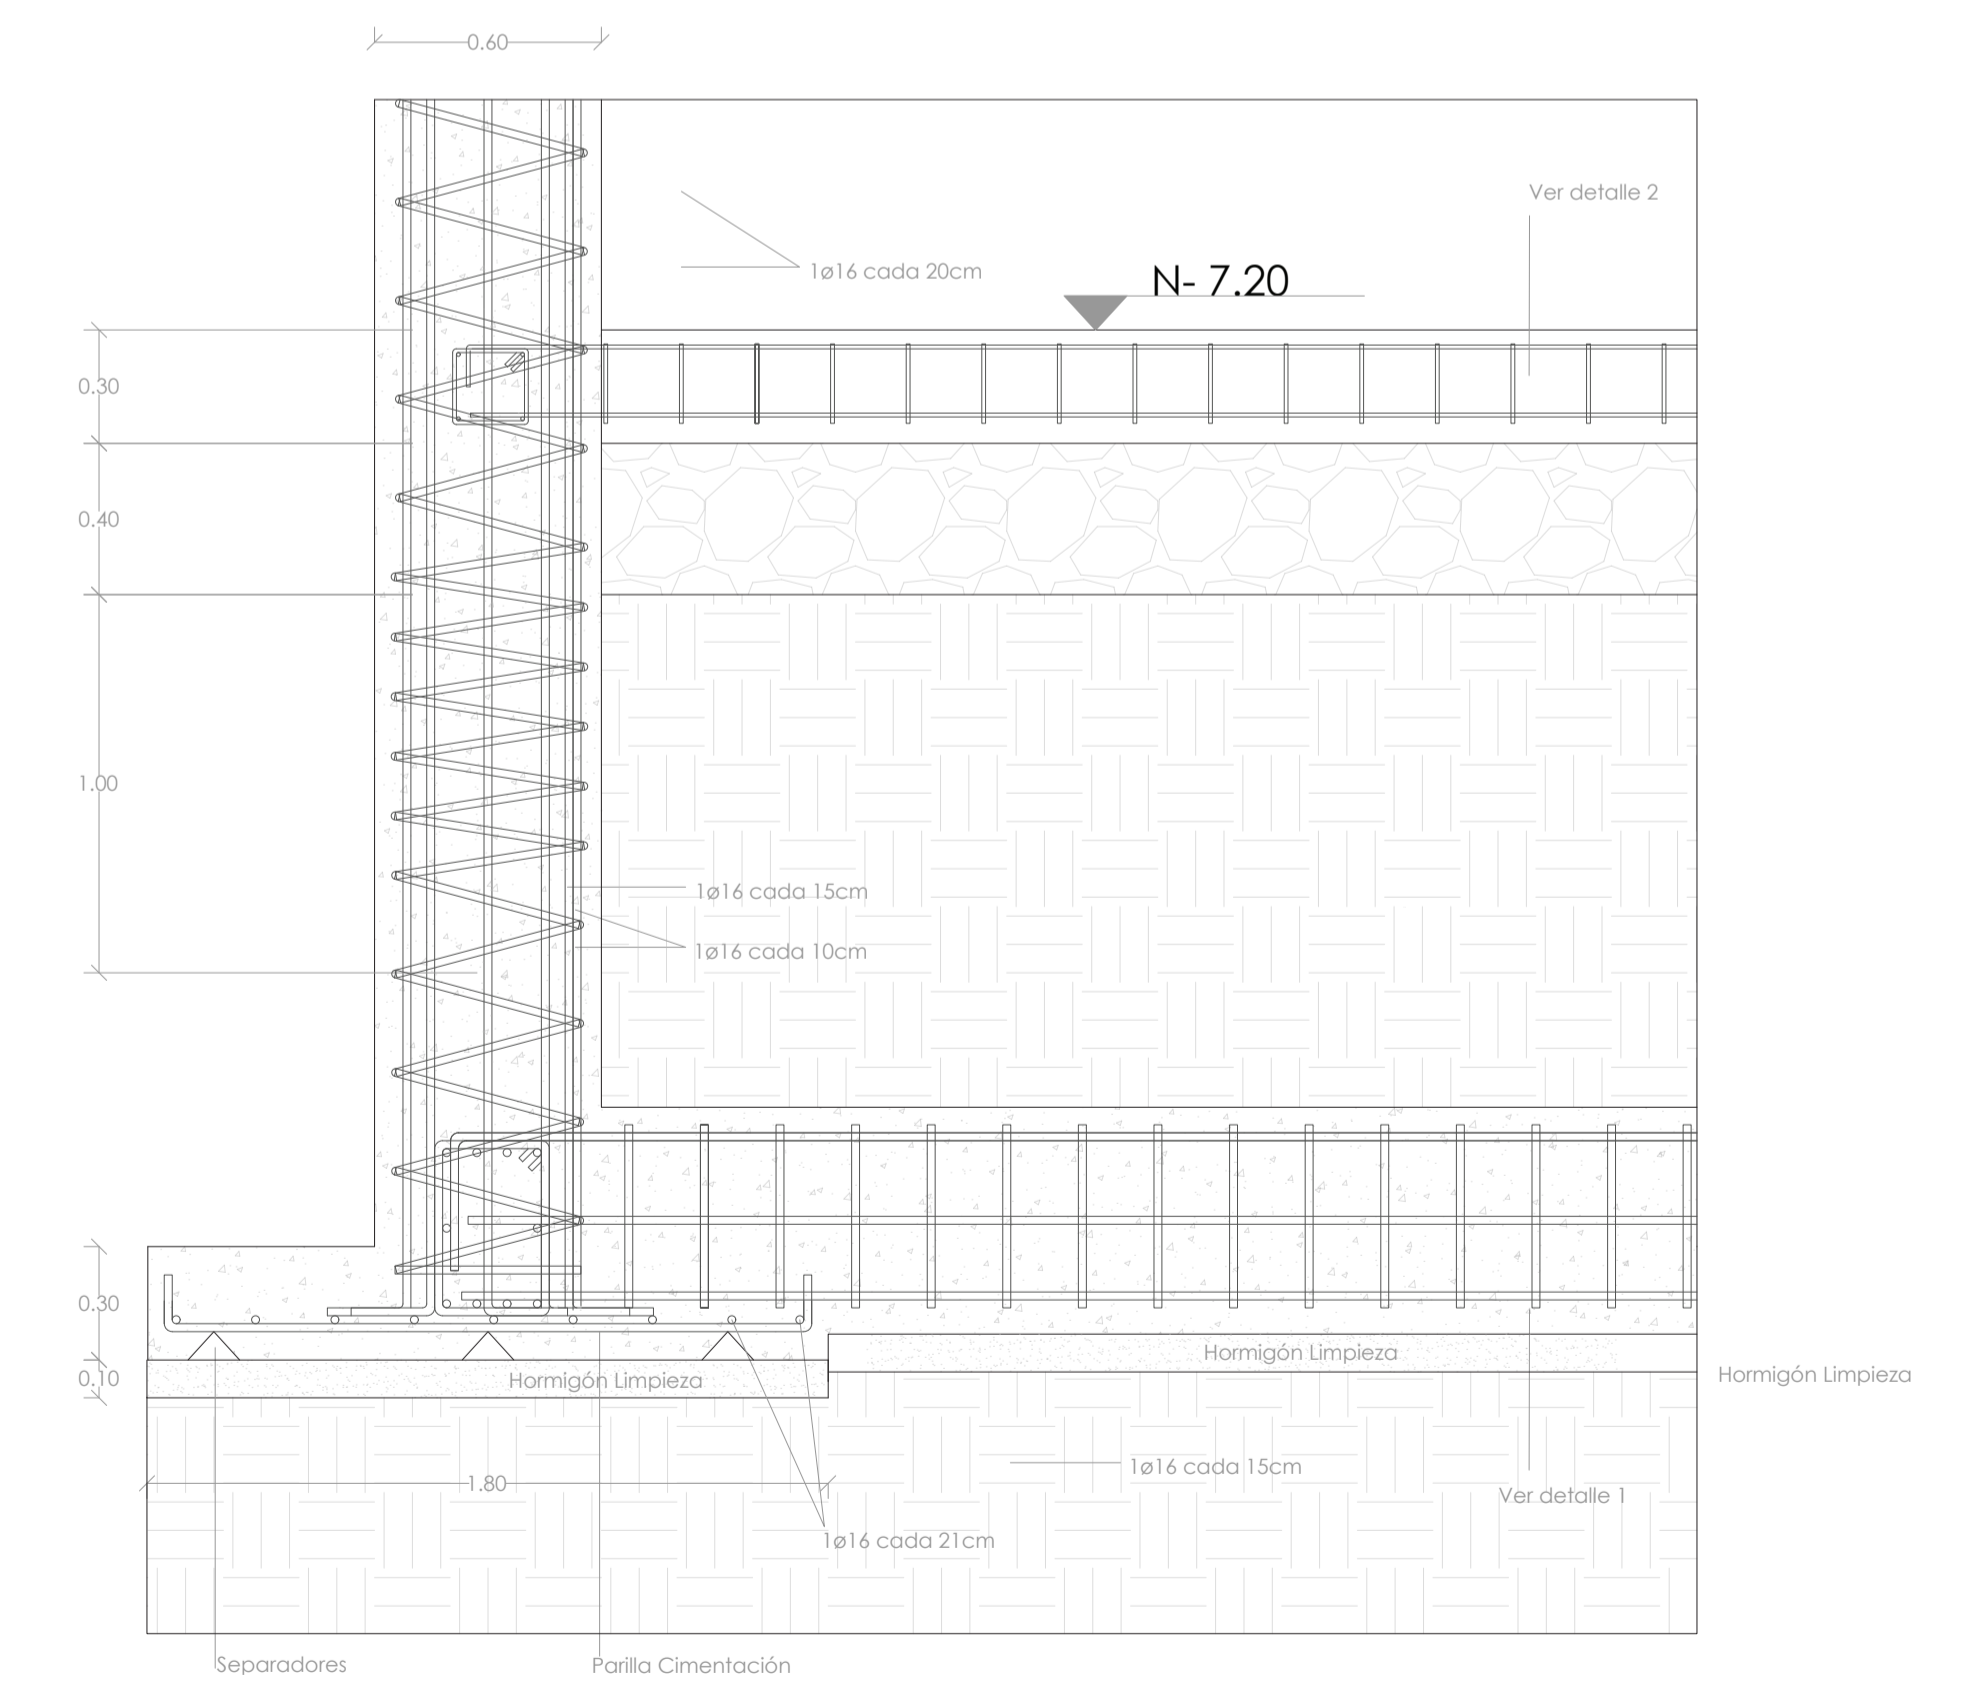 0.60
Ver detalle 2
1ø16 cada 20cm
N- 7.20
0.30
0.40
1.00
1ø16 cada 15cm
1ø16 cada 10cm
0.30
Hormigón Limpieza
Hormigón Limpieza
0.10
Hormigón Limpieza
1ø16 cada 15cm
1.80
Ver detalle 1
1ø16 cada 21cm
Separadores
Parilla Cimentación